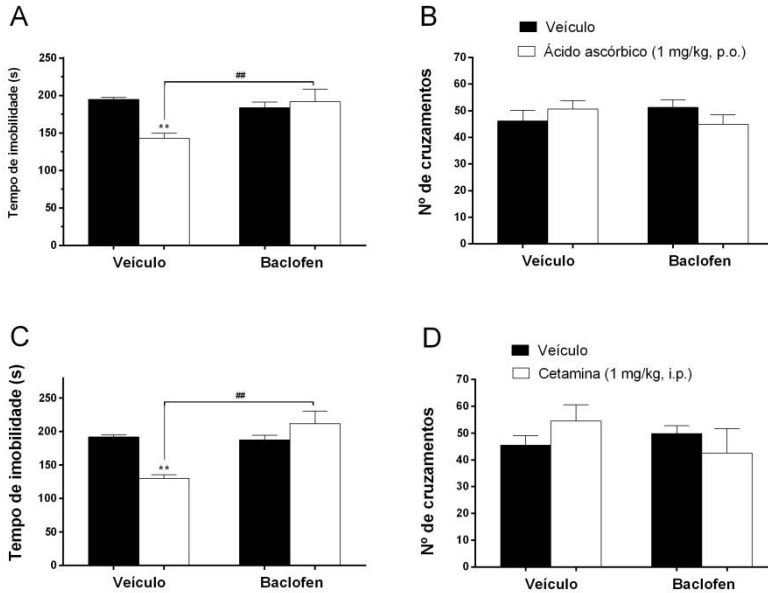 A
Tempo de imobilidade (s)
250
200
150
100
50
0
##
**
Veículo
Baclofen
B
Veículo
Ácido ascórbico (1 mg/kg, p.o.)
Nº de cruzamentos
70
60
50
40
30
20
10
0
Veículo
Baclofen
C
Tempo de imobilidade (s)
250
200
150
100
50
0
##
**
Veículo
Baclofen
D
Veículo
Cetamina (1 mg/kg, i.p.)
Nº de cruzamentos
70
60
50
40
30
20
10
0
Veículo
Baclofen